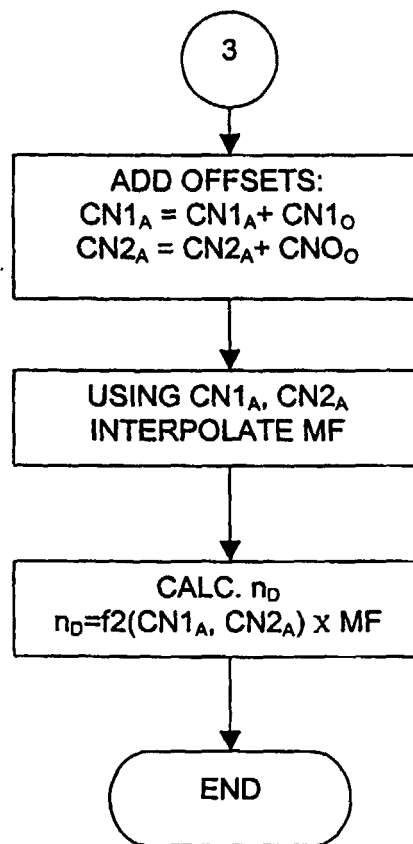 3
ADD OFFSETS:
CN1A = CN1A+ CN1O
CN2A = CN2A+ CNOO
USING CN1A, CN2A
INTERPOLATE MF
CALC. nD
nD=f2(CN1A, CN2A) x MF
END